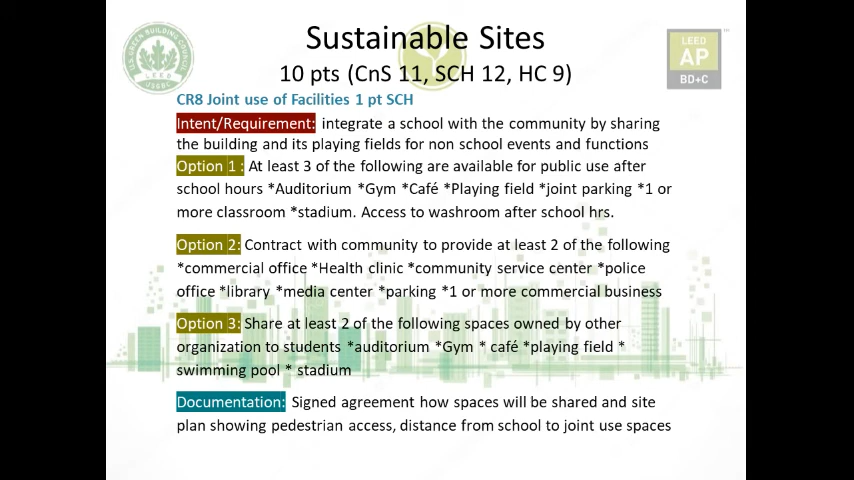 Sustainable Sites
10 pts (CnS 11, SCH 12, HC 9)
CR8 Joint use of Facilities 1 pt SCH
Intent/Requirement: integrate a school with the community by sharing
the building and its playing fields for non school events and functions
Option 1 : At least 3 of the following are available for public use after
school hours *Auditorium *Gym *Café *Playing field *joint parking *1 or
more classroom *stadium. Access to washroom after school hrs.
Option 2: Contract with community to provide at least 2 of the following
*commercial office *Health clinic *community service center *police
office *library *media center *parking *1 or more commercial business
Option 3: Share at least 2 of the following spaces owned by other
organization to students *auditorium *Gym * café *playing field *
swimming pool * stadium
Documentation: Signed agreement how spaces will be shared and site
plan showing pedestrian access, distance from school to joint use spaces
U.S. GREEN BUILDING COUNCIL
LEED
USGBC
LEED
AP
BD+C